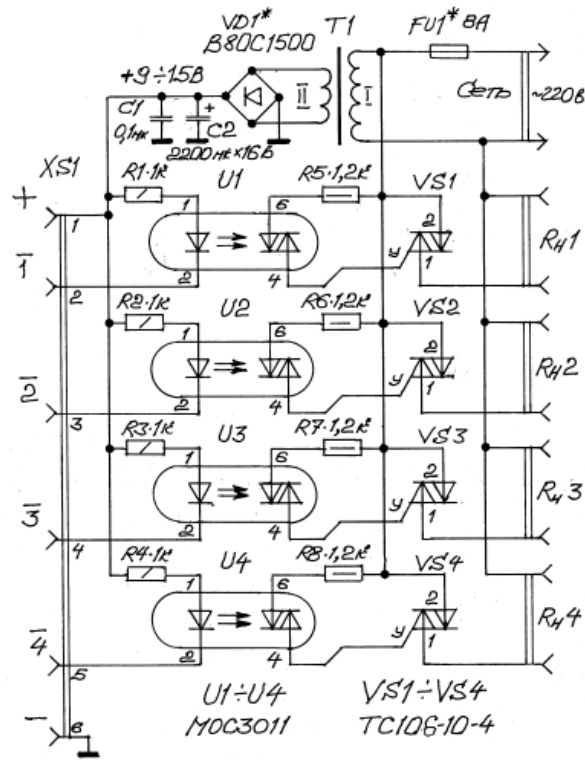 VD1* T1 FU1* 8А
B80C1500
+9÷15В
II I Сеть ~220В
C1 + C2
0,1мк
2200мк×16В
XS1 R1·1к U1 R5·1,2к VS1
+ 1 1 6 2
У Rн1
1̅ 2 2 4 1
R2·1к U2 R6·1,2к VS2
1 6 2
У Rн2
2̅ 3 2 4 1
R3·1к U3 R7·1,2к VS3
1 6 2
У Rн3
3̅ 4 2 4 1
R4·1к U4 R8·1,2к VS4
1 6 2
У Rн4
4̅ 5 2 4 1
U1÷U4 VS1÷VS4
MOC3011 ТС106-10-4
− 6